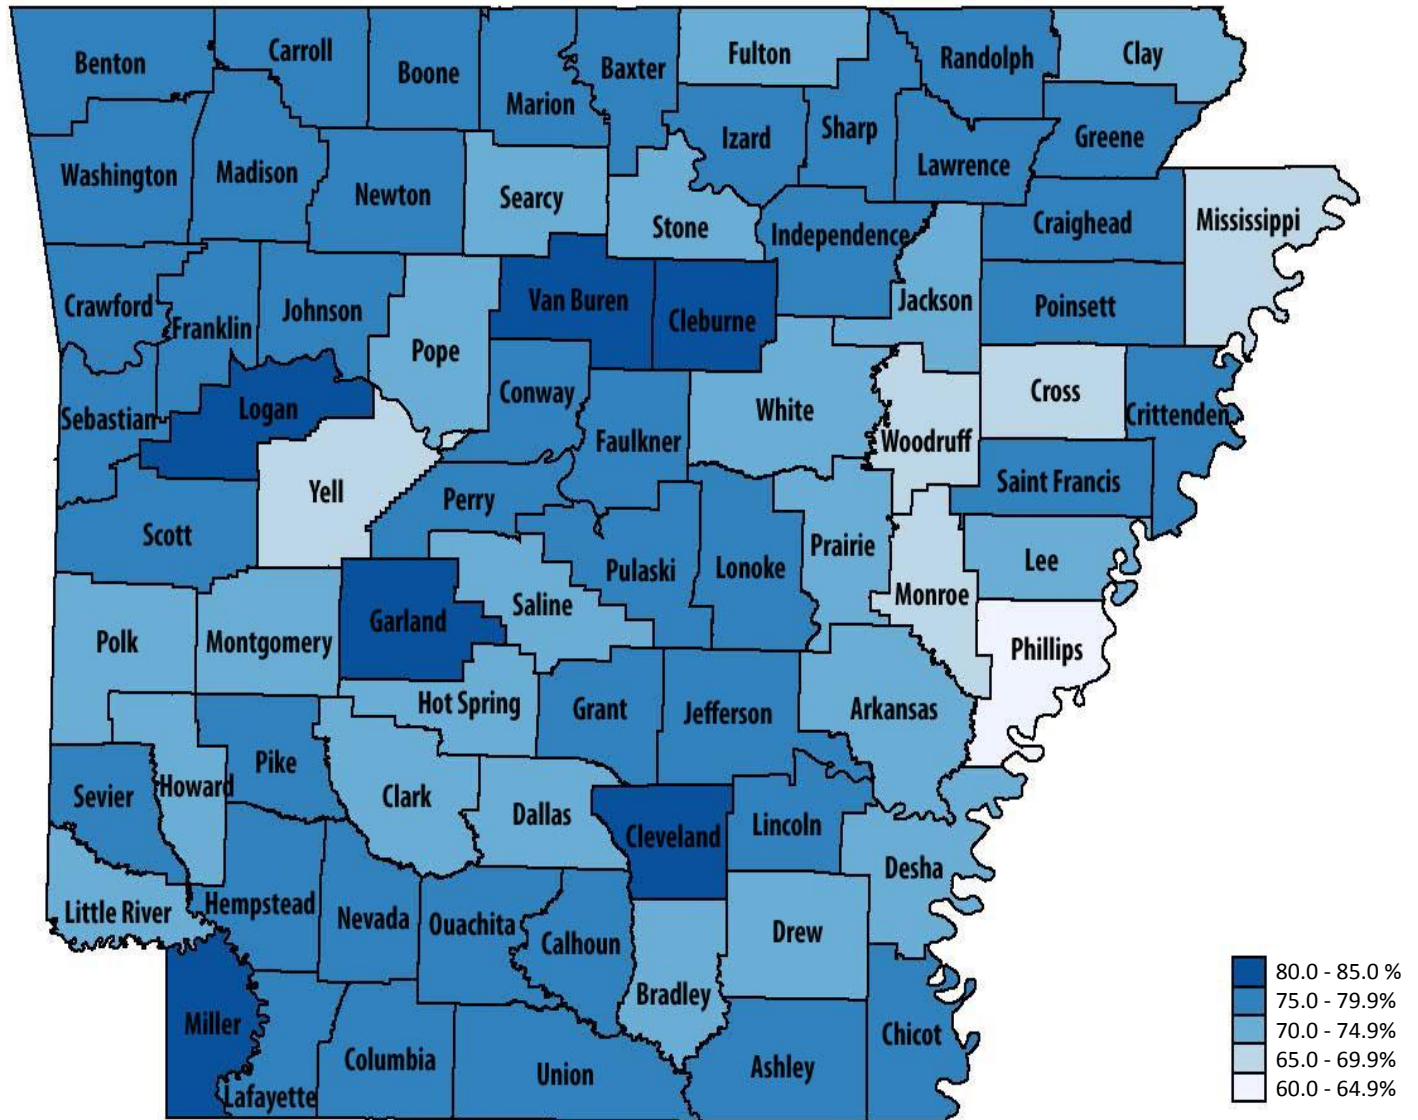 Benton
Carroll
Boone
Marion
Baxter
Fulton
Randolph
Clay
Washington
Madison
Newton
Searcy
Stone
Izard
Sharp
Lawrence
Greene
Independence
Craighead
Mississippi
Crawford
Franklin
Johnson
Pope
Van Buren
Cleburne
Jackson
Poinsett
Sebastian
Logan
Conway
Faulkner
White
Woodruff
Cross
Crittenden
Yell
Scott
Perry
Saint Francis
Pulaski
Lonoke
Prairie
Lee
Monroe
Polk
Montgomery
Garland
Saline
Phillips
Hot Spring
Grant
Jefferson
Arkansas
Sevier
Howard
Pike
Clark
Dallas
Cleveland
Lincoln
Desha
Little River
Hempstead
Nevada
Ouachita
Calhoun
Bradley
Drew
Miller
Lafayette
Columbia
Union
Ashley
Chicot
80.0 - 85.0 %
75.0 - 79.9%
70.0 - 74.9%
65.0 - 69.9%
60.0 - 64.9%